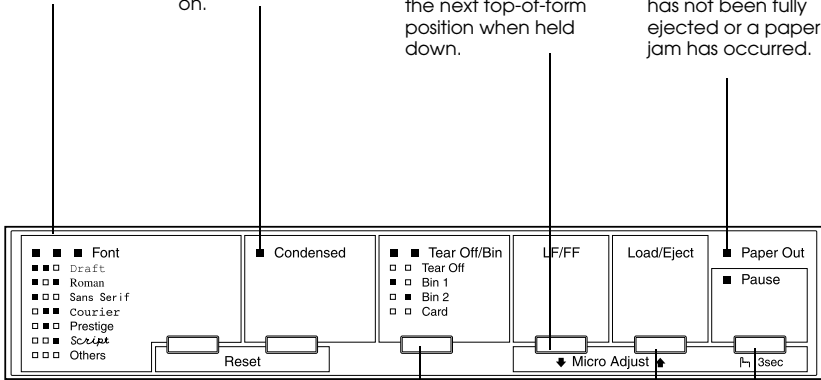 on.
the next top-of-form
position when held
down.
has not been fully
ejected or a paper
jam has occurred.
Font
Draft
Roman
Sans Serif
Courier
Prestige
Script
Others
Condensed
Tear Off/Bin
Tear Off
Bin 1
Bin 2
Card
LF/FF
Load/Eject
Paper Out
Pause
Reset
Micro Adjust
3sec